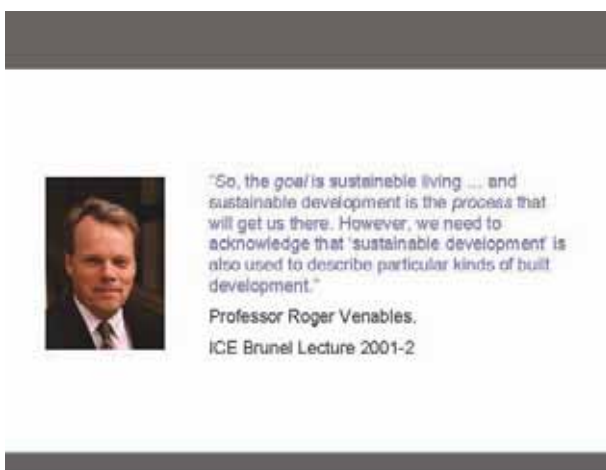 "So, the goal is sustainable living ... and
sustainable development is the process that
will get us there. However, we need to
acknowledge that 'sustainable development' is
also used to describe particular kinds of built
development."
Professor Roger Venables.
ICE Brunel Lecture 2001-2